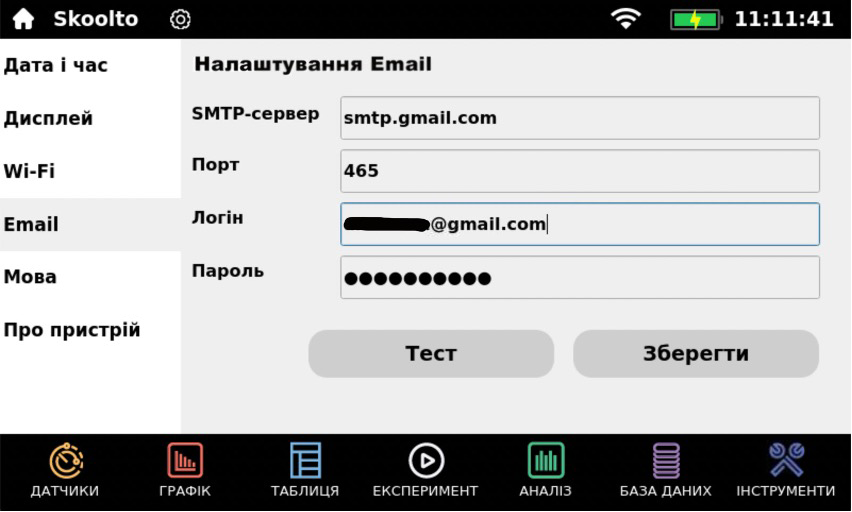 Skoolto 11:11:41
Дата і час
Дисплей
Wi-Fi
Email
Мова
Про пристрій
Налаштування Email
SMTP-сервер smtp.gmail.com
Порт 465
Логін @gmail.com
Пароль ●●●●●●●●●●
Тест Зберегти
ДАТЧИКИ ГРАФІК ТАБЛИЦЯ ЕКСПЕРИМЕНТ АНАЛІЗ БАЗА ДАНИХ ІНСТРУМЕНТИ